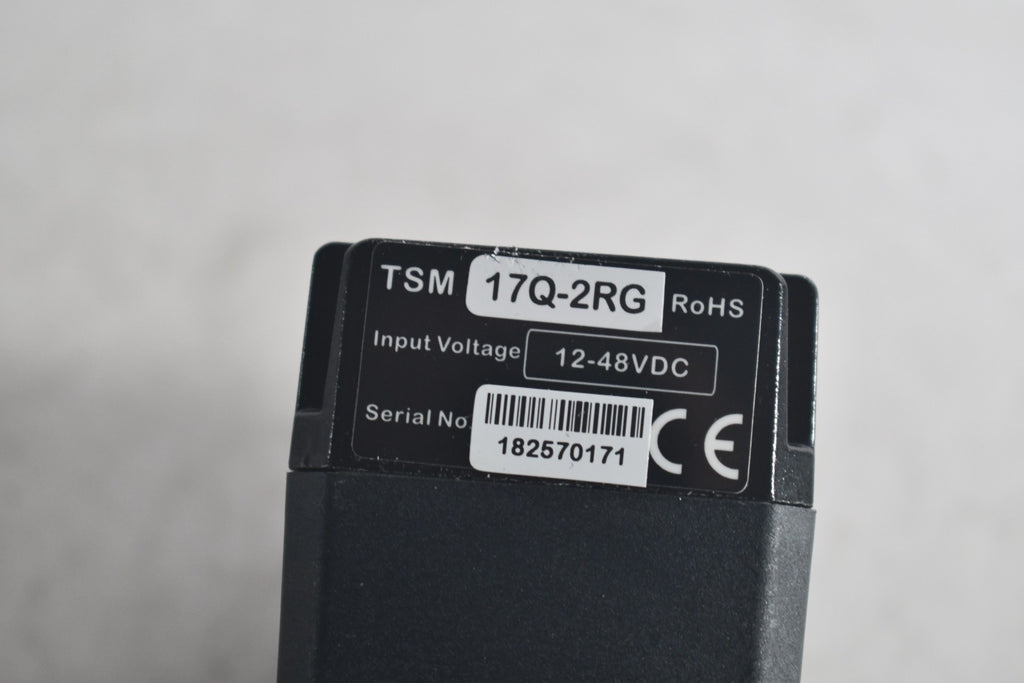 TSM 17Q-2RG RoHS
Input Voltage 12-48VDC
Serial No. 182570171 CE